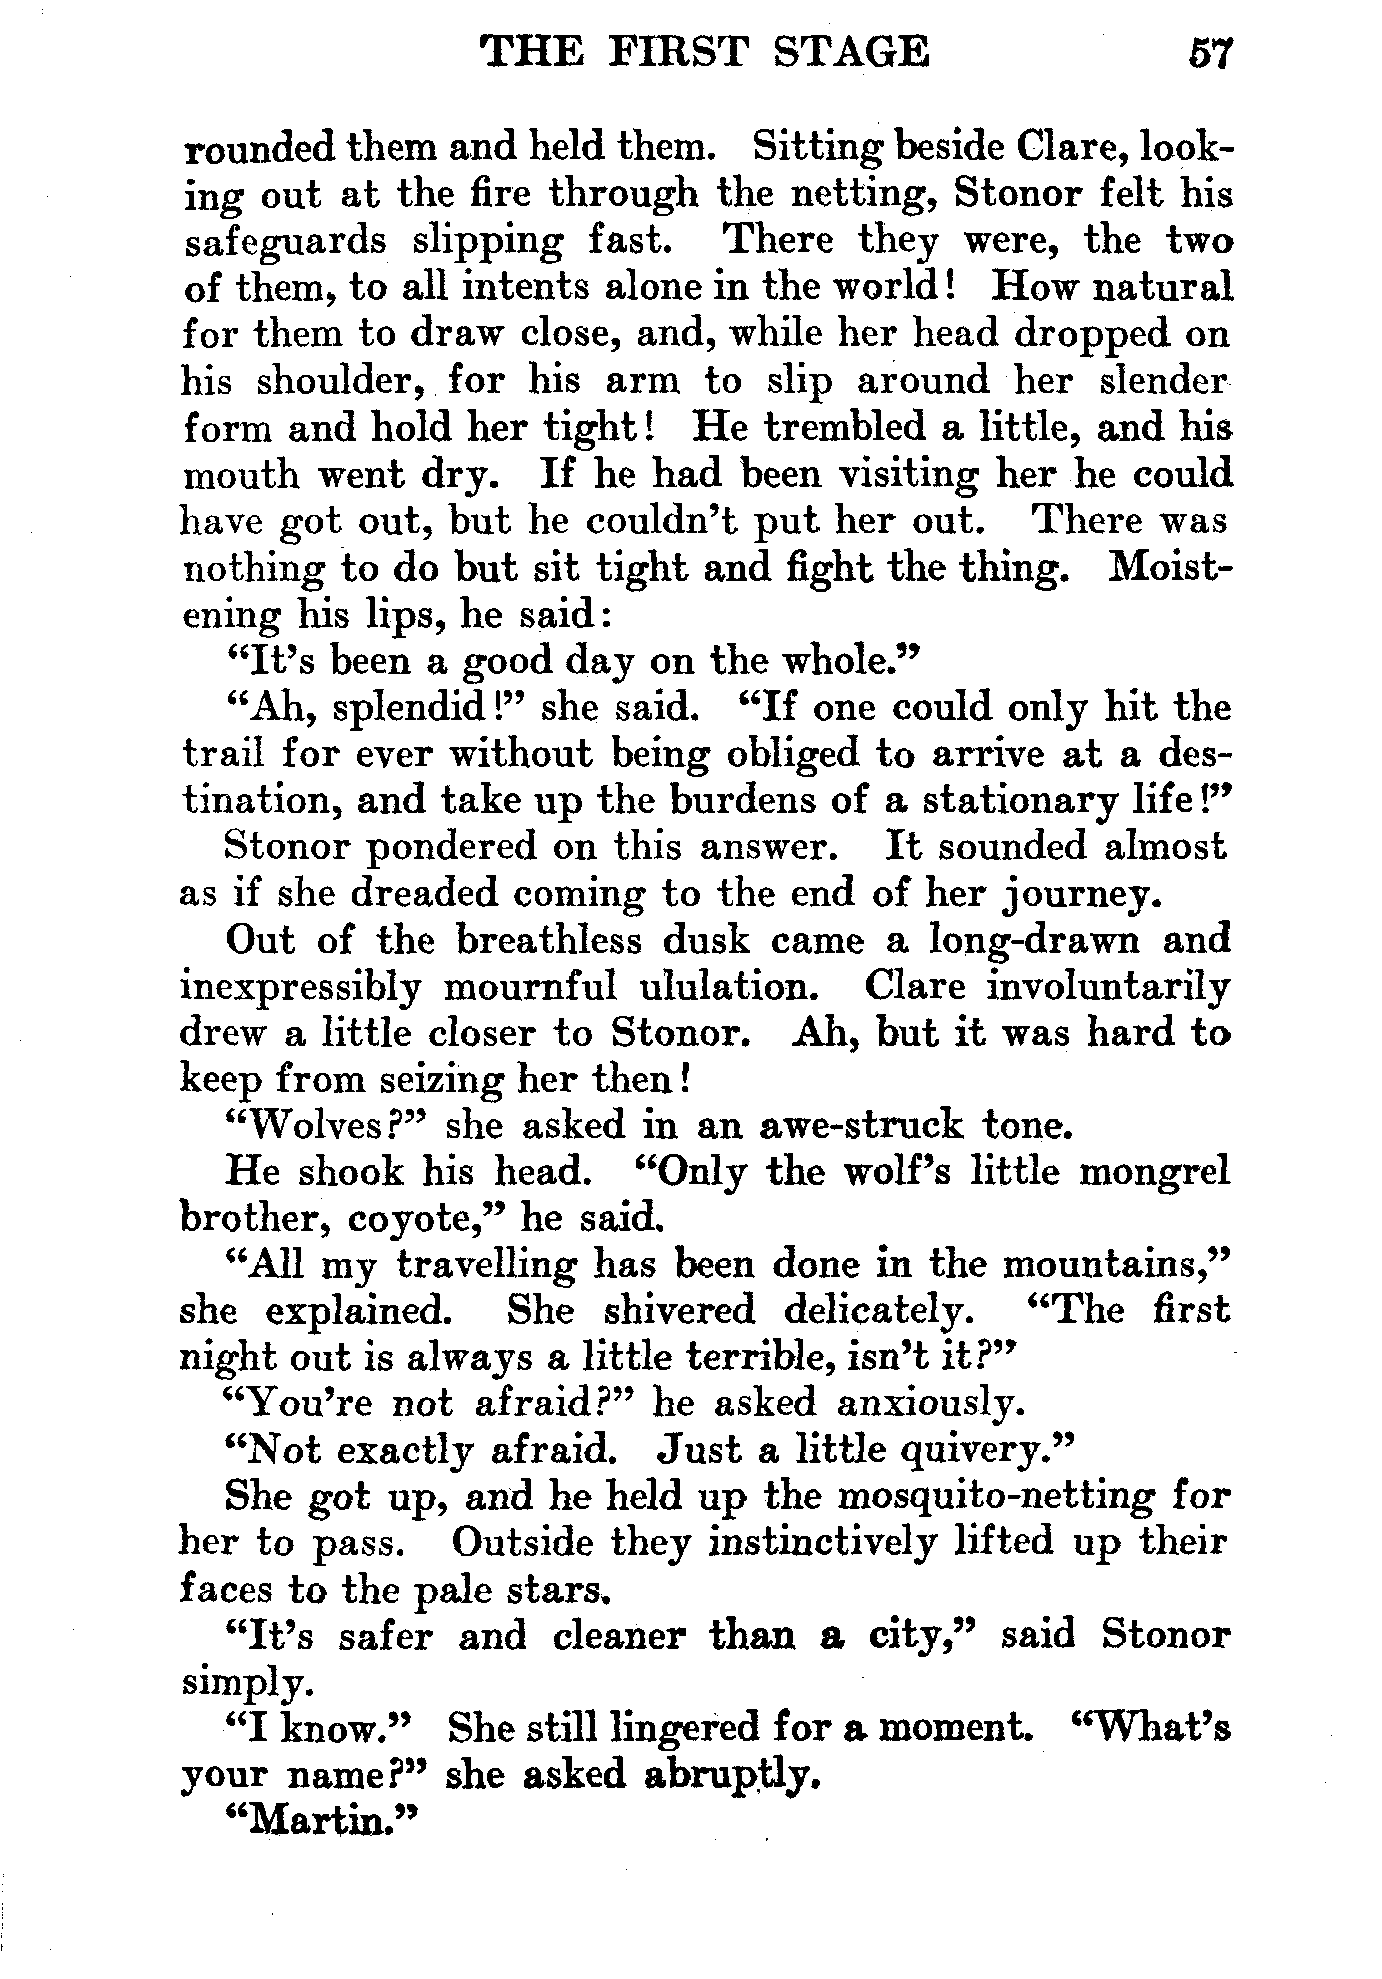 THE FIRST STAGE 57
rounded them and held them. Sitting beside Clare, look-
ing out at the fire through the netting, Stonor felt his
safeguards slipping fast. There they were, the two
of them, to all intents alone in the world! How natural
for them to draw close, and, while her head dropped on
his shoulder, for his arm to slip around her slender
form and hold her tight! He trembled a little, and his
mouth went dry. If he had been visiting her he could
have got out, but he couldn't put her out. There was
nothing to do but sit tight and fight the thing. Moist-
ening his lips, he said:
“It's been a good day on the whole.”
“Ah, splendid!” she said. “If one could only hit the
trail for ever without being obliged to arrive at a des-
tination, and take up the burdens of a stationary life!”
Stonor pondered on this answer. It sounded almost
as if she dreaded coming to the end of her journey.
Out of the breathless dusk came a long-drawn and
inexpressibly mournful ululation. Clare involuntarily
drew a little closer to Stonor. Ah, but it was hard to
keep from seizing her then!
“Wolves?” she asked in an awe-struck tone.
He shook his head. “Only the wolf's little mongrel
brother, coyote,” he said.
“All my travelling has been done in the mountains,”
she explained. She shivered delicately. “The first
night out is always a little terrible, isn't it?”
“You're not afraid?” he asked anxiously.
“Not exactly afraid. Just a little quivery.”
She got up, and he held up the mosquito-netting for
her to pass. Outside they instinctively lifted up their
faces to the pale stars.
“It's safer and cleaner than a city,” said Stonor
simply.
“I know.” She still lingered for a moment. “What's
your name?” she asked abruptly.
“Martin.”